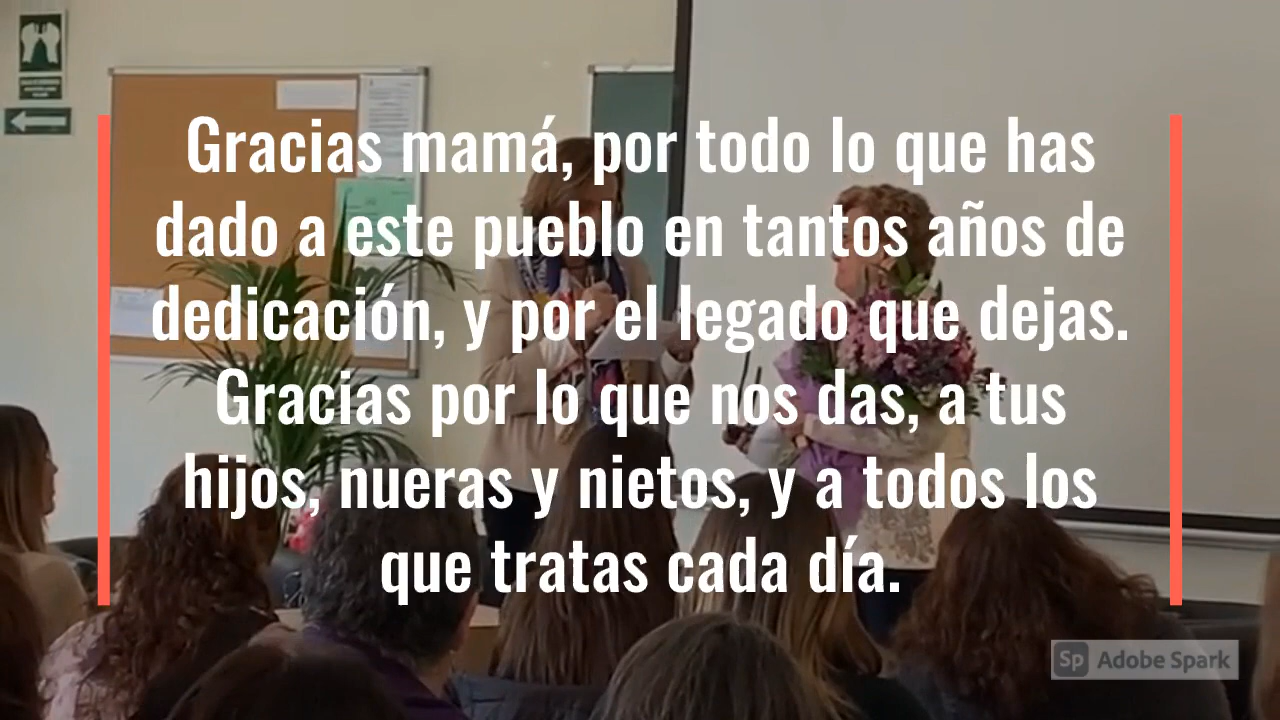 Gracias mamá, por todo lo que has
dado a este pueblo en tantos años de
dedicación, y por el legado que dejas.
Gracias por lo que nos das, a tus
hijos, nueras y nietos, y a todos los
que tratas cada día.
Sp Adobe Spark